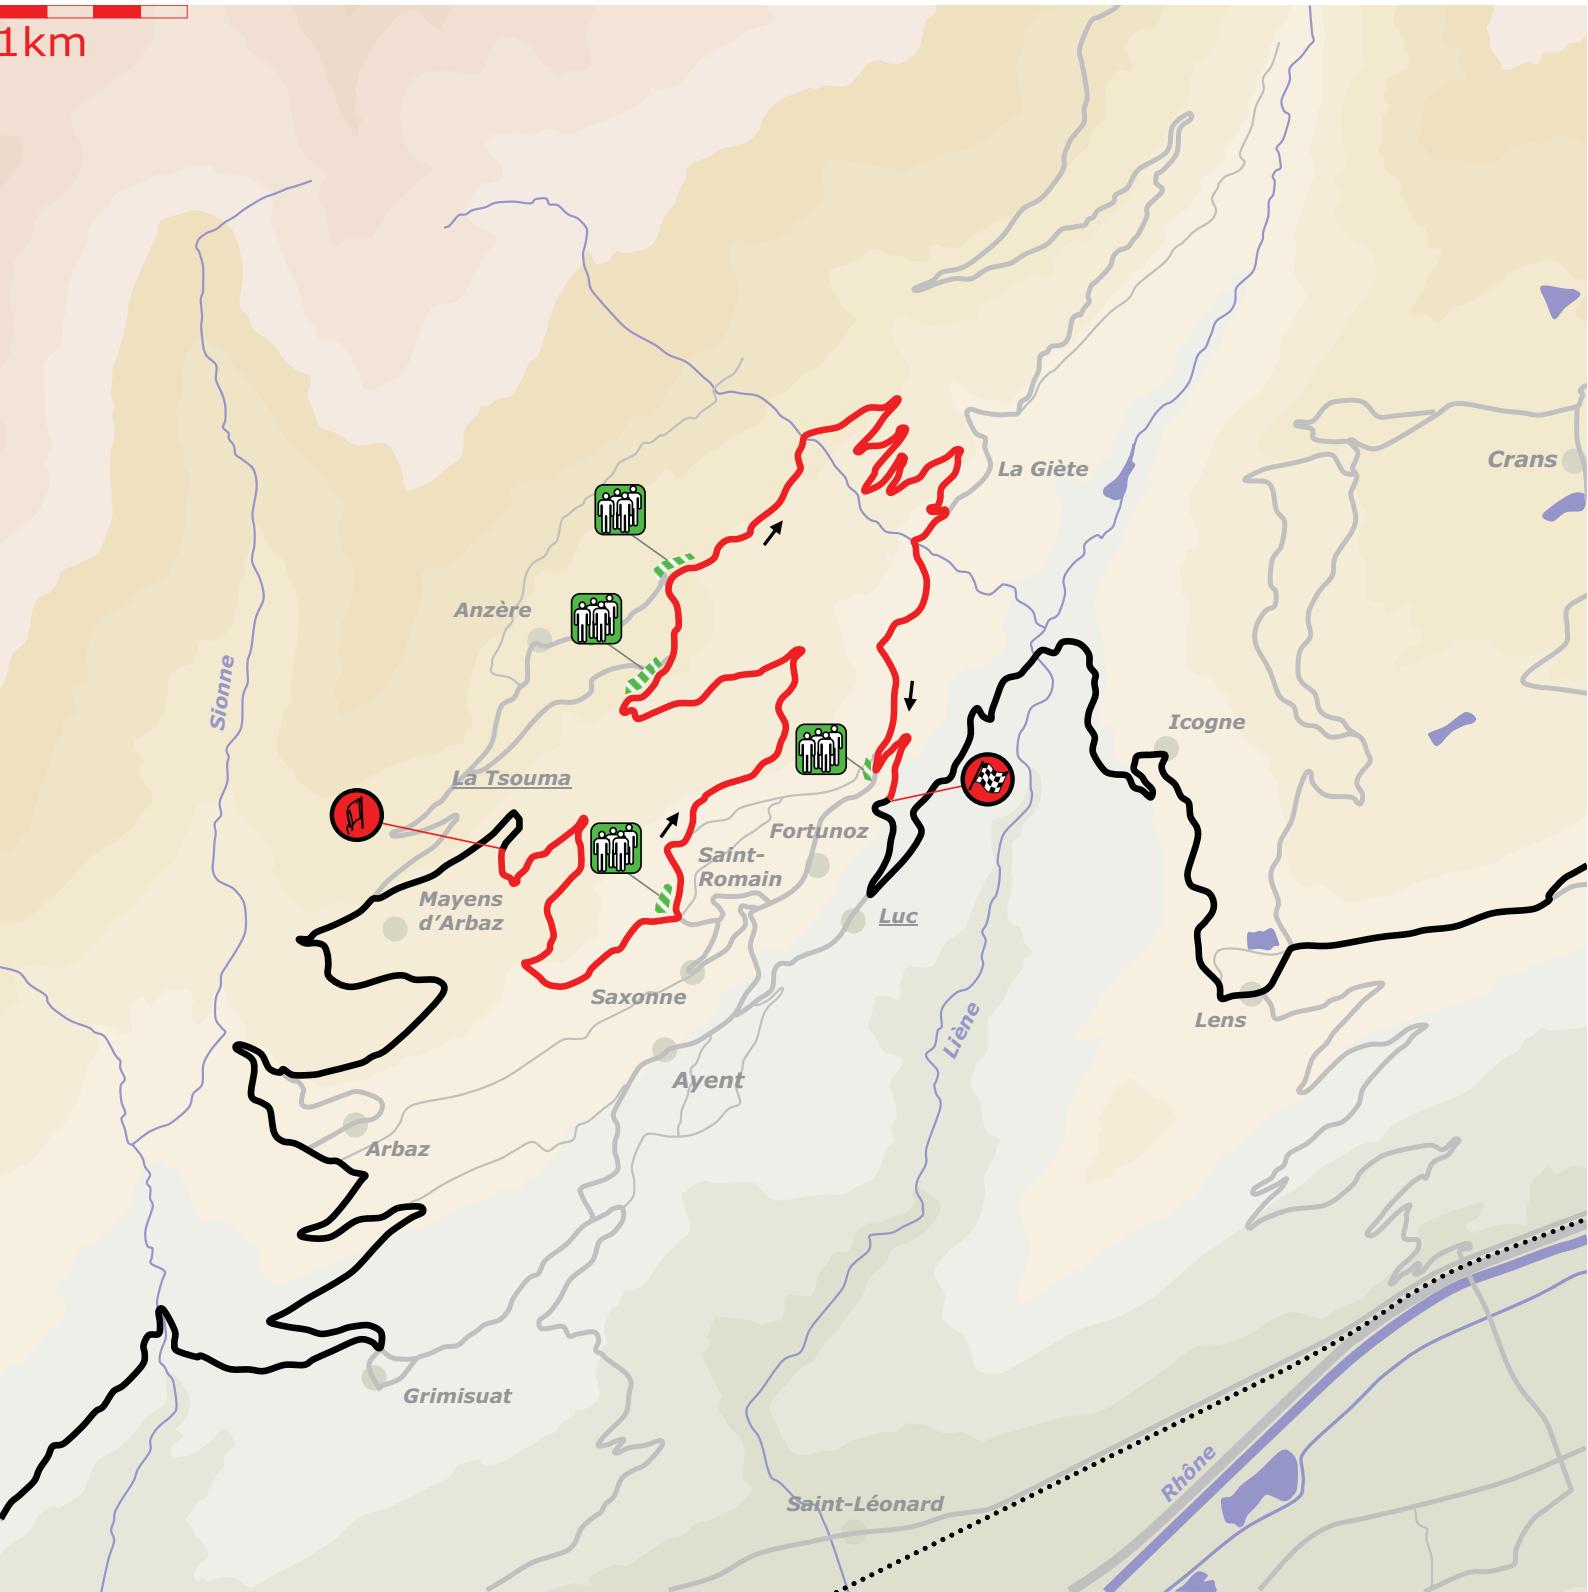 1km
La Giète
Crans
Anzère
Sionne
Icogne
La Tsouma
Fortunoz
Saint-
Romain
Mayens
d'Arbaz
Luc
Saxonne
Lens
Liène
Ayent
Arbaz
Grimisuat
Rhône
Saint-Léonard